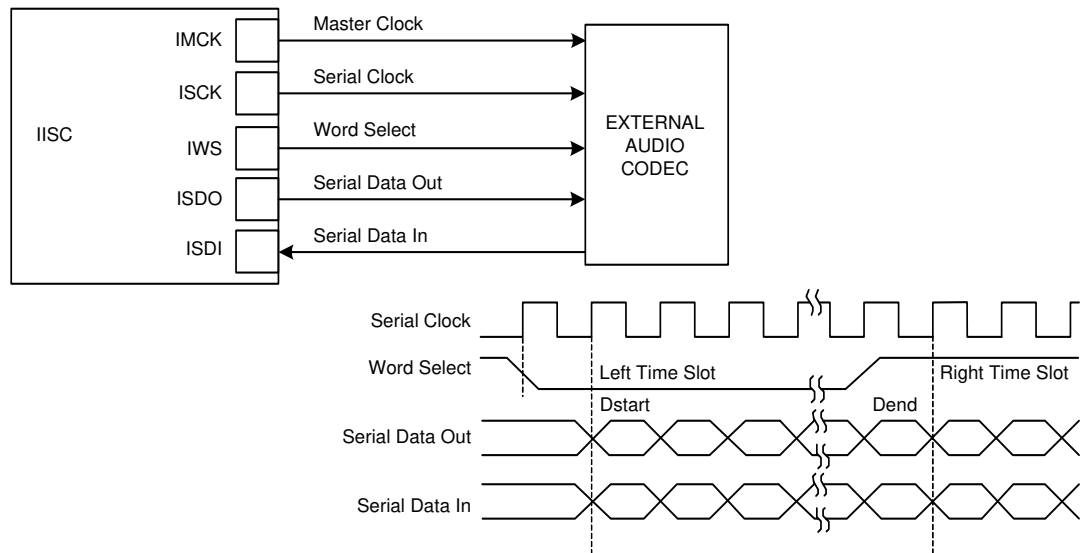 IMCK
Master Clock
ISCK
Serial Clock
IISC
IWS
Word Select
EXTERNAL
AUDIO
CODEC
ISDO
Serial Data Out
ISDI
Serial Data In
Serial Clock
Word Select
Left Time Slot
Right Time Slot
Dstart
Dend
Serial Data Out
Serial Data In